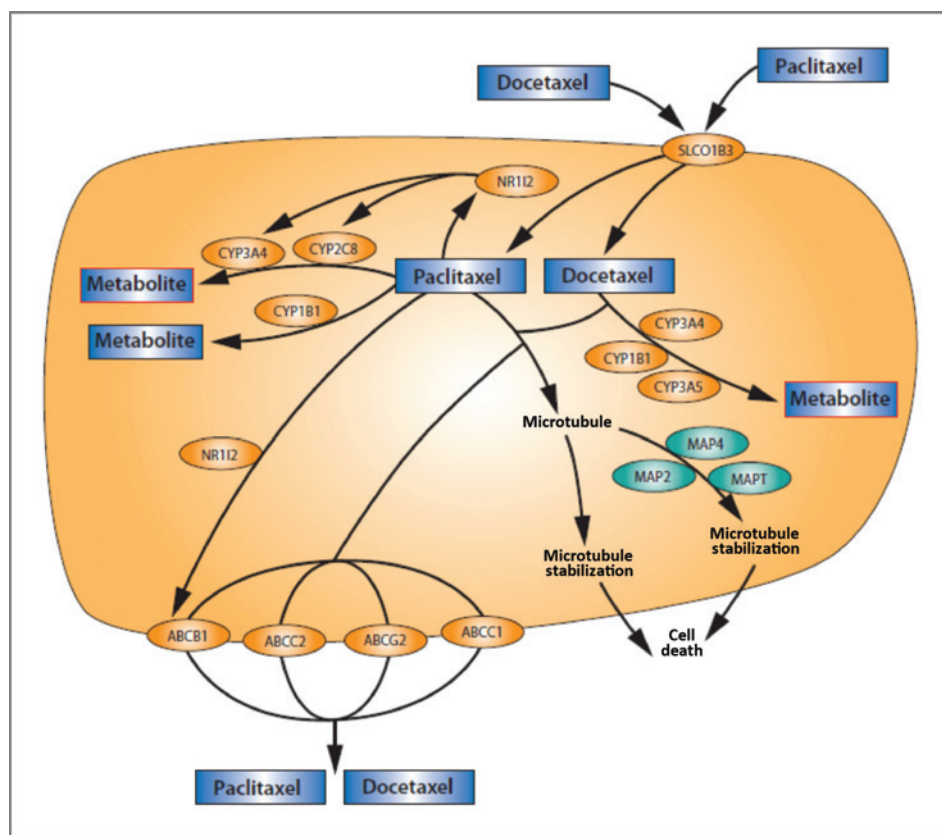 Docetaxel
Paclitaxel
SLCO1B3
NR1I2
CYP3A4
CYP2C8
Metabolite
Paclitaxel
Docetaxel
CYP1B1
Metabolite
CYP3A4
CYP1B1
CYP3A5
Metabolite
Microtubule
MAP4
MAP2
MAPT
NR1I2
Microtubule
stabilization
Microtubule
stabilization
ABCB1
ABCC2
ABCG2
ABCC1
Cell
death
Paclitaxel
Docetaxel